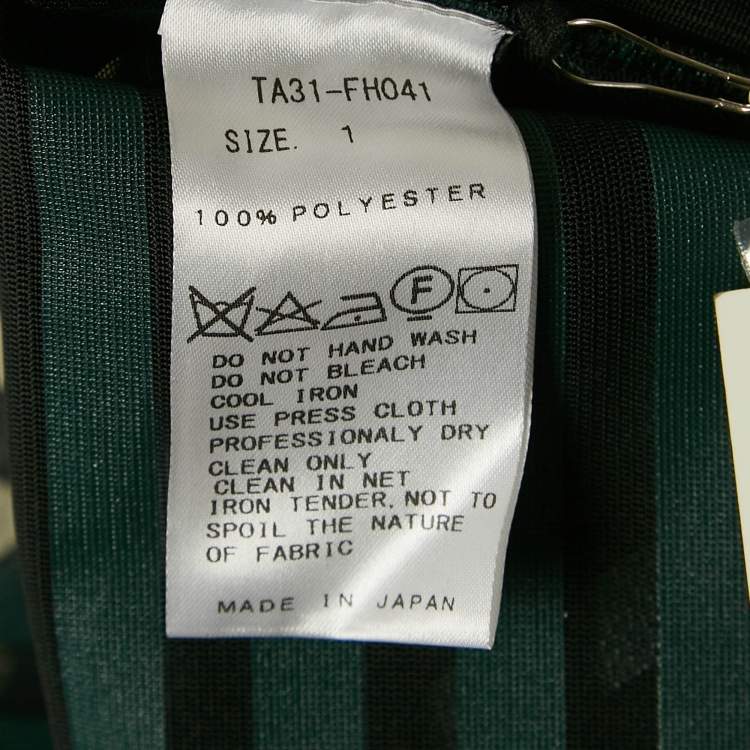 TA31-FH041
SIZE. 1
100% POLYESTER
F
DO NOT HAND WASH
DO NOT BLEACH
COOL IRON
USE PRESS CLOTH
PROFESSIONALY DRY
CLEAN ONLY
CLEAN IN NET
IRON TENDER, NOT TO
SPOIL THE NATURE
OF FABRIC
MADE IN JAPAN